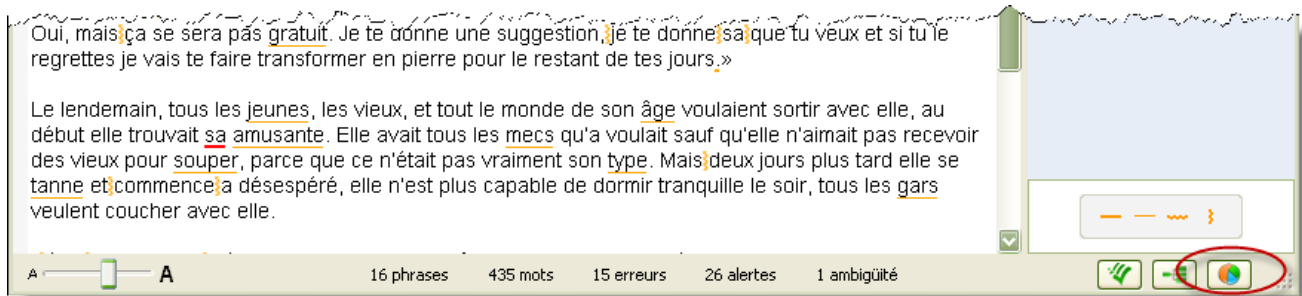 Oui, mais ça se sera pas gratuit. Je te donne une suggestion, je te donne sa que tu veux et si tu le
regrettes je vais te faire transformer en pierre pour le restant de tes jours.»
Le lendemain, tous les jeunes, les vieux, et tout le monde de son âge voulaient sortir avec elle, au
début elle trouvait sa amusante. Elle avait tous les mecs qu'a voulait sauf qu'elle n'aimait pas recevoir
des vieux pour souper, parce que ce n'était pas vraiment son type. Mais deux jours plus tard elle se
tanne et commence a désespéré, elle n'est plus capable de dormir tranquille le soir, tous les gars
veulent coucher avec elle.
A A 16 phrases 435 mots 15 erreurs 26 alertes 1 ambigüité